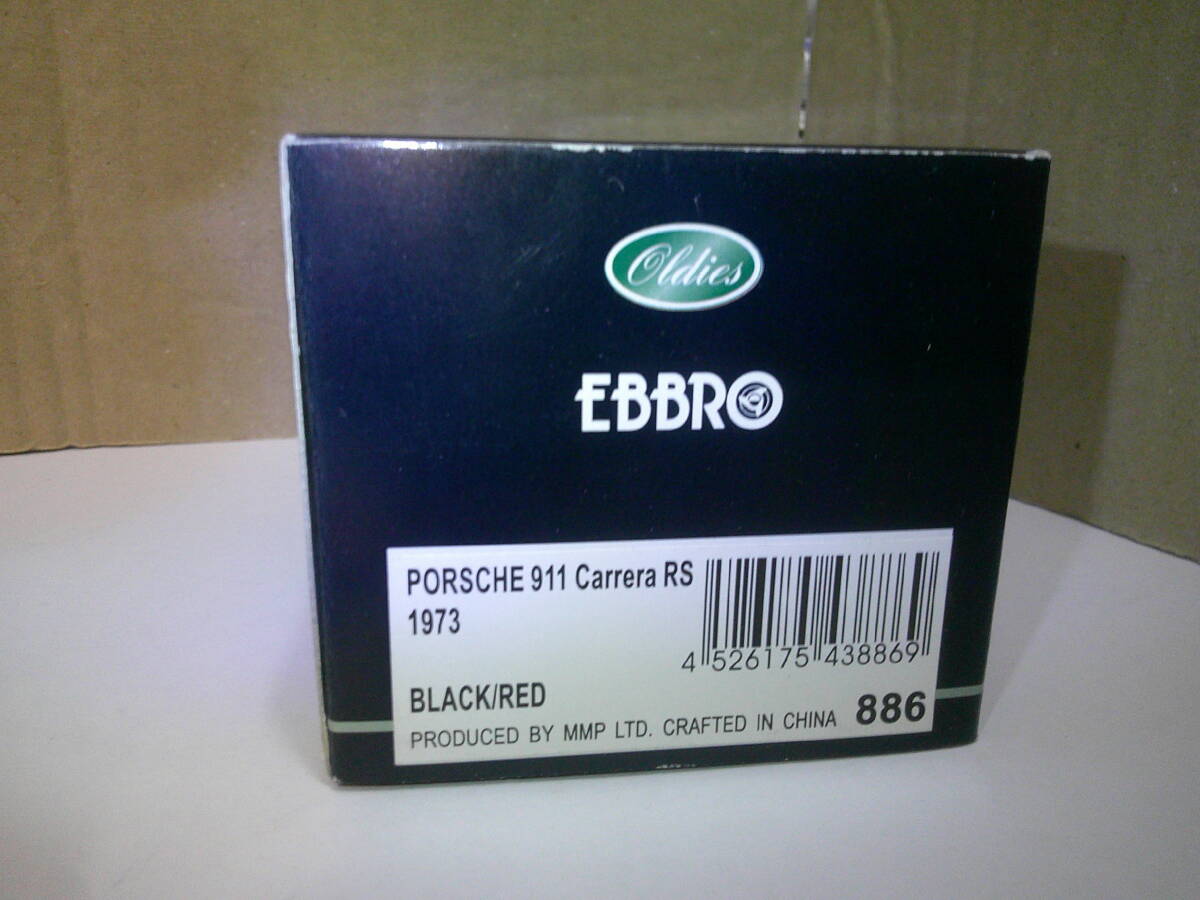 Oldies
EBBRO
PORSCHE 911 Carrera RS
1973
4 526175 438869
BLACK/RED
PRODUCED BY MMP LTD. CRAFTED IN CHINA 886